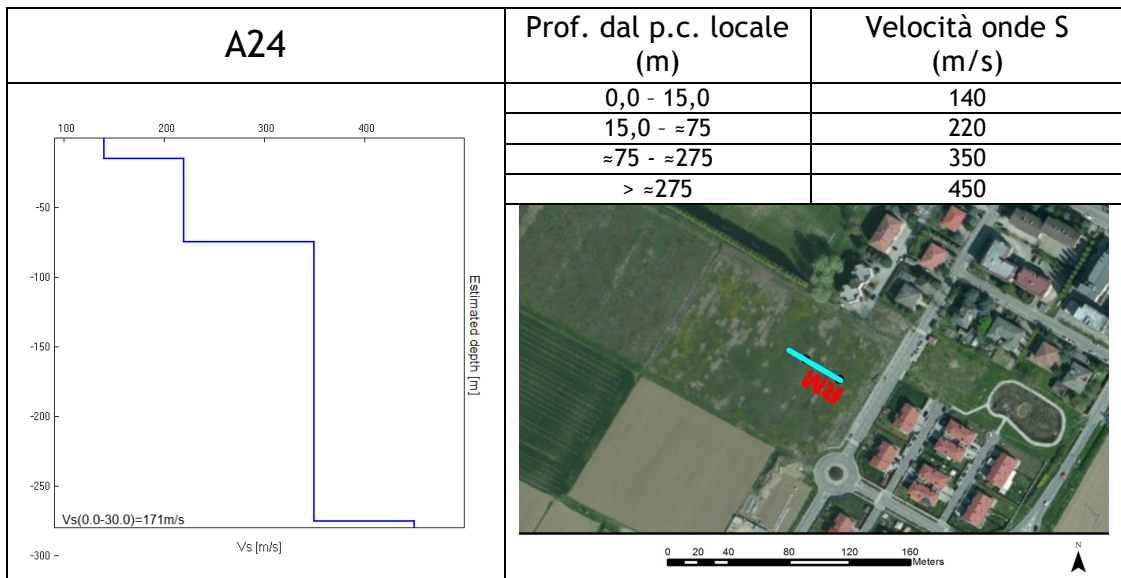 A24
Prof. dal p.c. locale
(m)
Velocità onde S
(m/s)
0,0 – 15,0
140
15,0 – ≈75
220
≈75 - ≈275
350
> ≈275
450
100 200 300 400
-50
-100
-150
-200
-250
-300
Estimated depth [m]
Vs(0.0-30.0)=171m/s
Vs [m/s]
RM
0 20 40 80 120 160
Meters
N